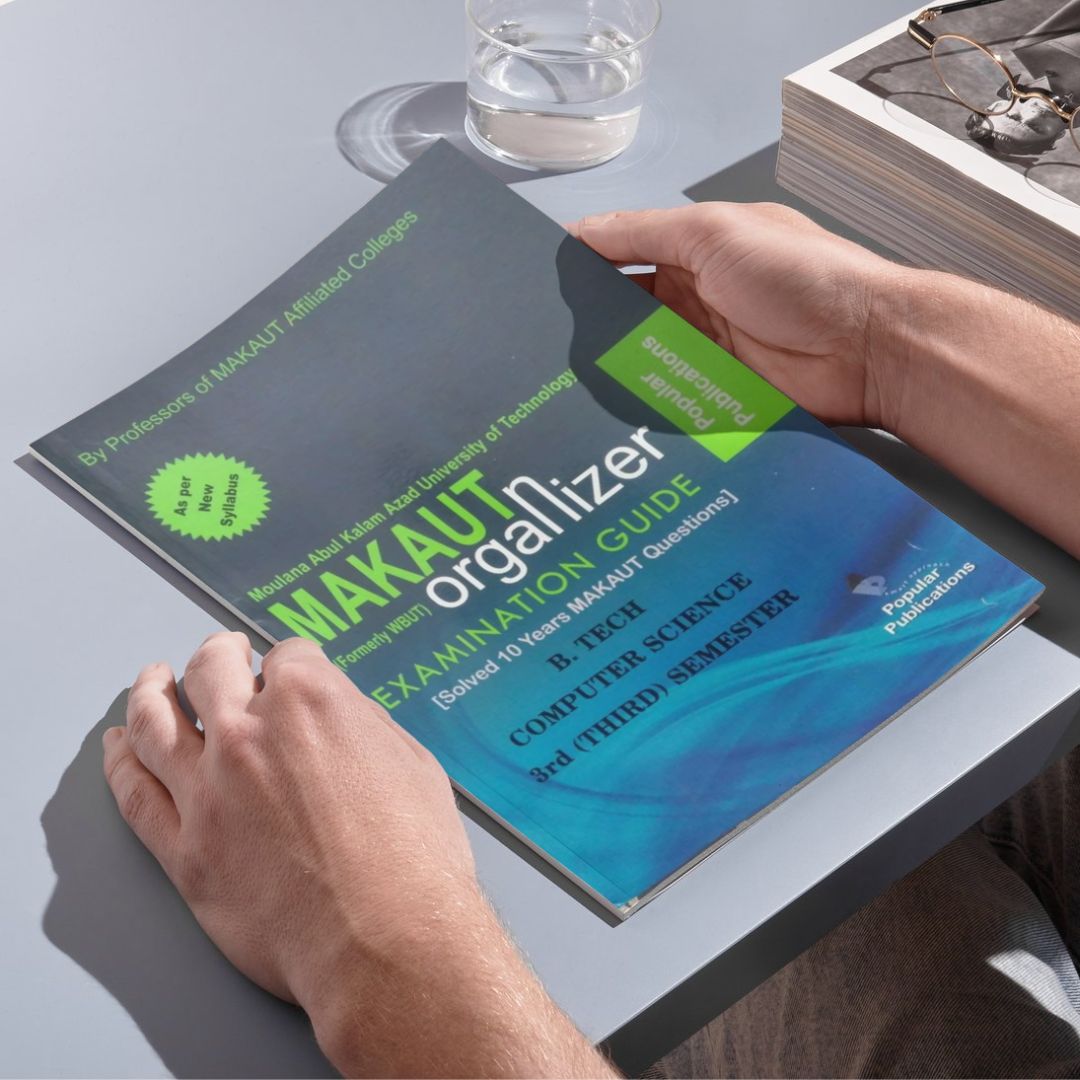 By Professors of MAKAUT Affiliated Colleges
As per
New
Syllabus
Popular
Publications
Moulana Abul Kalam Azad University of Technology
MAKAUT
(Formerly WBUT)
orgaNizer
EXAMINATION GUIDE
[Solved 10 Years MAKAUT Questions]
B. TECH
COMPUTER SCIENCE
3rd (THIRD) SEMESTER
Popular
Publications